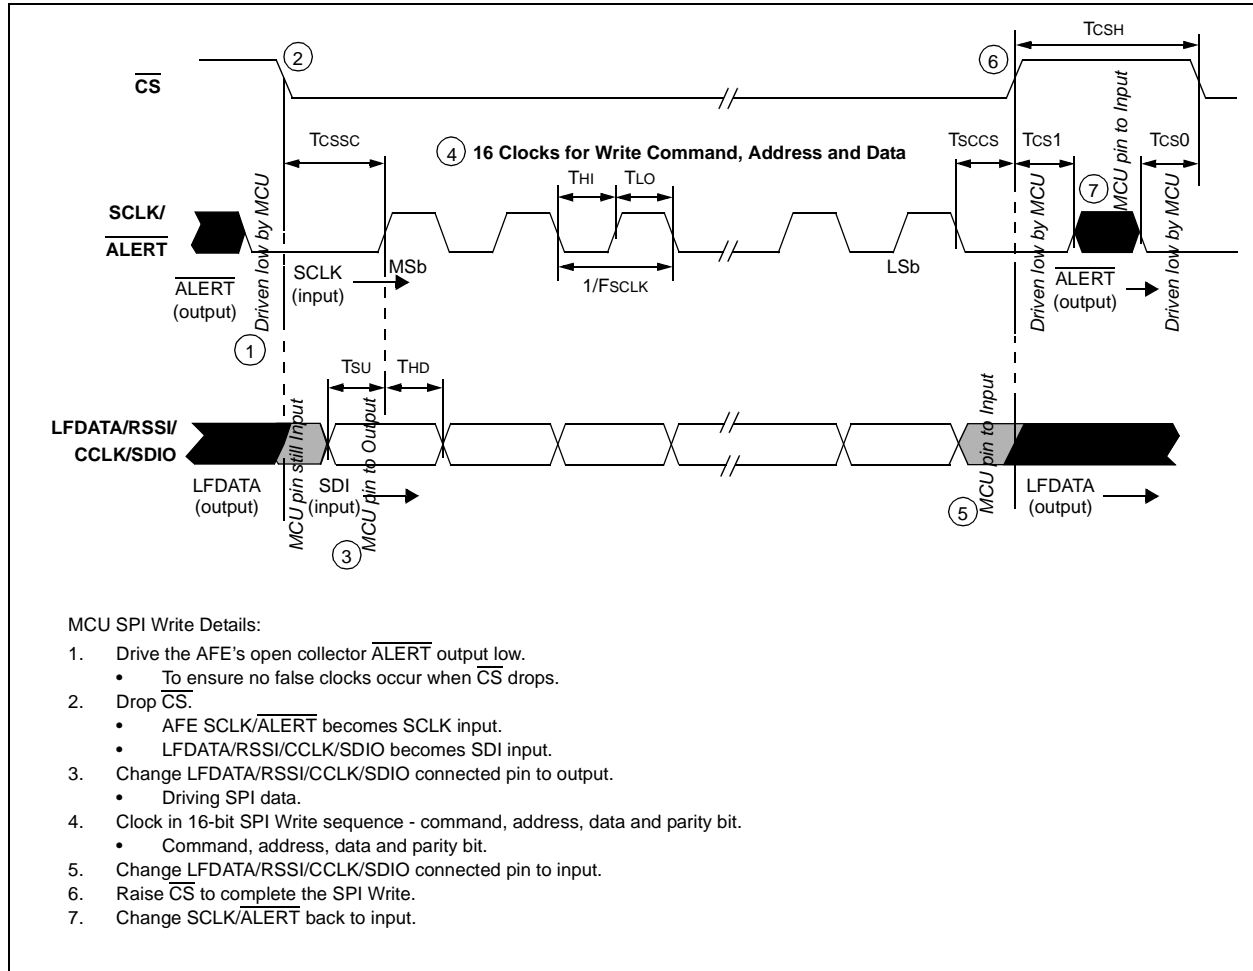 TCSH
2
6
CS
TCSSC
4 16 Clocks for Write Command, Address and Data
TSCCS
TCS1
MCU pin to Input
TCS0
THI
TLO
7
SCLK/
ALERT
Driven low by MCU
SCLK
(input)
MSb
1/FSCLK
LSb
Driven low by MCU
Driven low by MCU
ALERT
(output)
ALERT
(output)
1
TSU
THD
LFDATA/RSSI/
CCLK/SDIO
MCU pin still Input
MCU pin to Output
MCU pin to Input
LFDATA
(output)
SDI
(input)
LFDATA
(output)
3
5
MCU SPI Write Details:
1. Drive the AFE's open collector ALERT output low.
• To ensure no false clocks occur when CS drops.
2. Drop CS.
• AFE SCLK/ALERT becomes SCLK input.
• LFDATA/RSSI/CCLK/SDIO becomes SDI input.
3. Change LFDATA/RSSI/CCLK/SDIO connected pin to output.
• Driving SPI data.
4. Clock in 16-bit SPI Write sequence - command, address, data and parity bit.
• Command, address, data and parity bit.
5. Change LFDATA/RSSI/CCLK/SDIO connected pin to input.
6. Raise CS to complete the SPI Write.
7. Change SCLK/ALERT back to input.